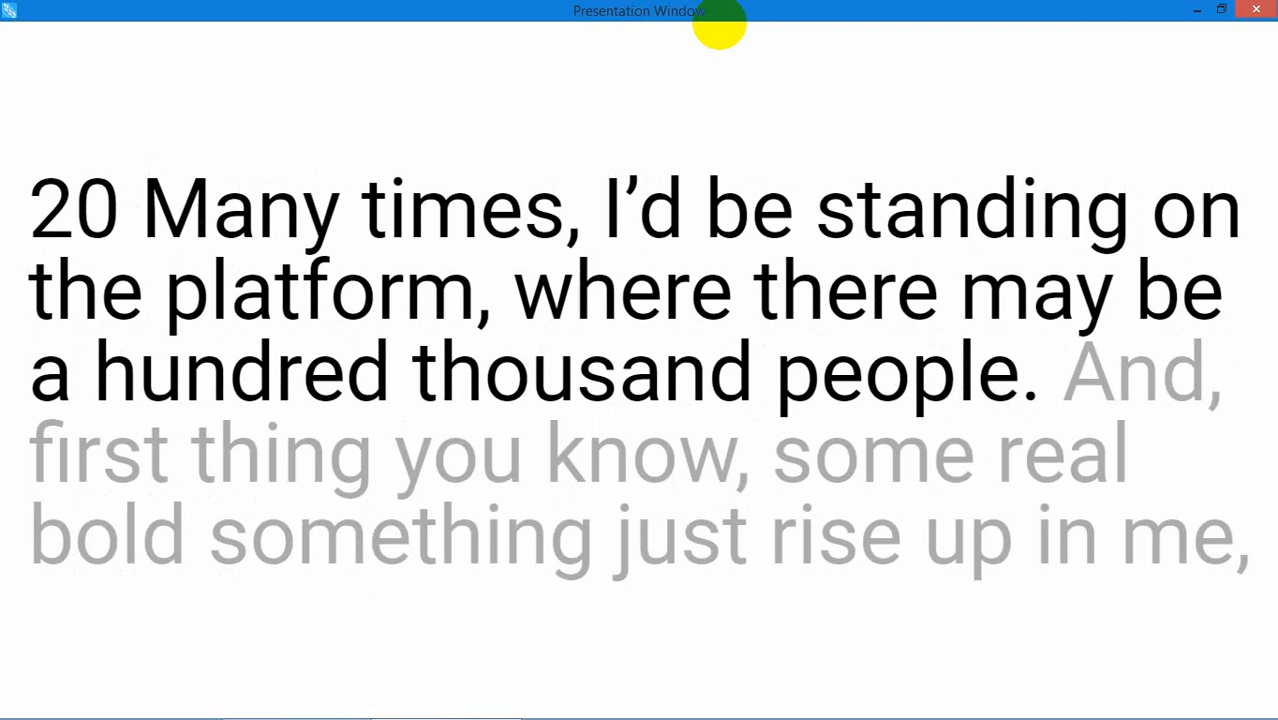 Presentation Window
20 Many times, I’d be standing on
the platform, where there may be
a hundred thousand people. And,
first thing you know, some real
bold something just rise up in me,